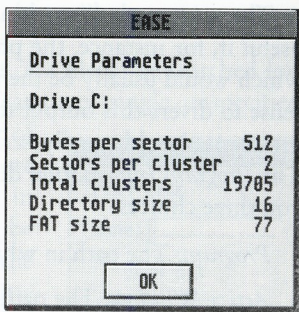 EASE
Drive Parameters
Drive C:
Bytes per sector 512
Sectors per cluster 2
Total clusters 19705
Directory size 16
FAT size 77
OK